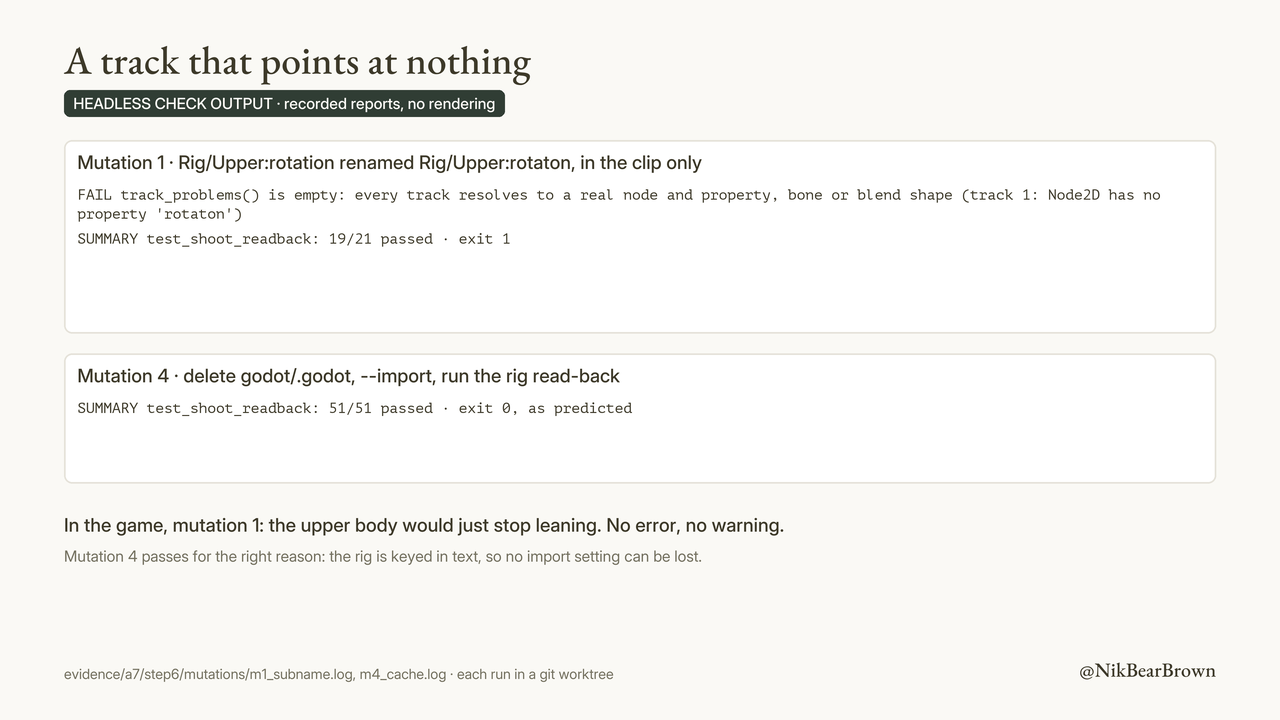 A track that points at nothing
HEADLESS CHECK OUTPUT · recorded reports, no rendering
Mutation 1 · Rig/Upper:rotation renamed Rig/Upper:rotaton, in the clip only
FAIL track_problems() is empty: every track resolves to a real node and property, bone or blend shape (track 1: Node2D has no
property 'rotaton')
SUMMARY test_shoot_readback: 19/21 passed · exit 1
Mutation 4 · delete godot/.godot, --import, run the rig read-back
SUMMARY test_shoot_readback: 51/51 passed · exit 0, as predicted
In the game, mutation 1: the upper body would just stop leaning. No error, no warning.
Mutation 4 passes for the right reason: the rig is keyed in text, so no import setting can be lost.
evidence/a7/step6/mutations/m1_subname.log, m4_cache.log · each run in a git worktree
@NikBearBrown